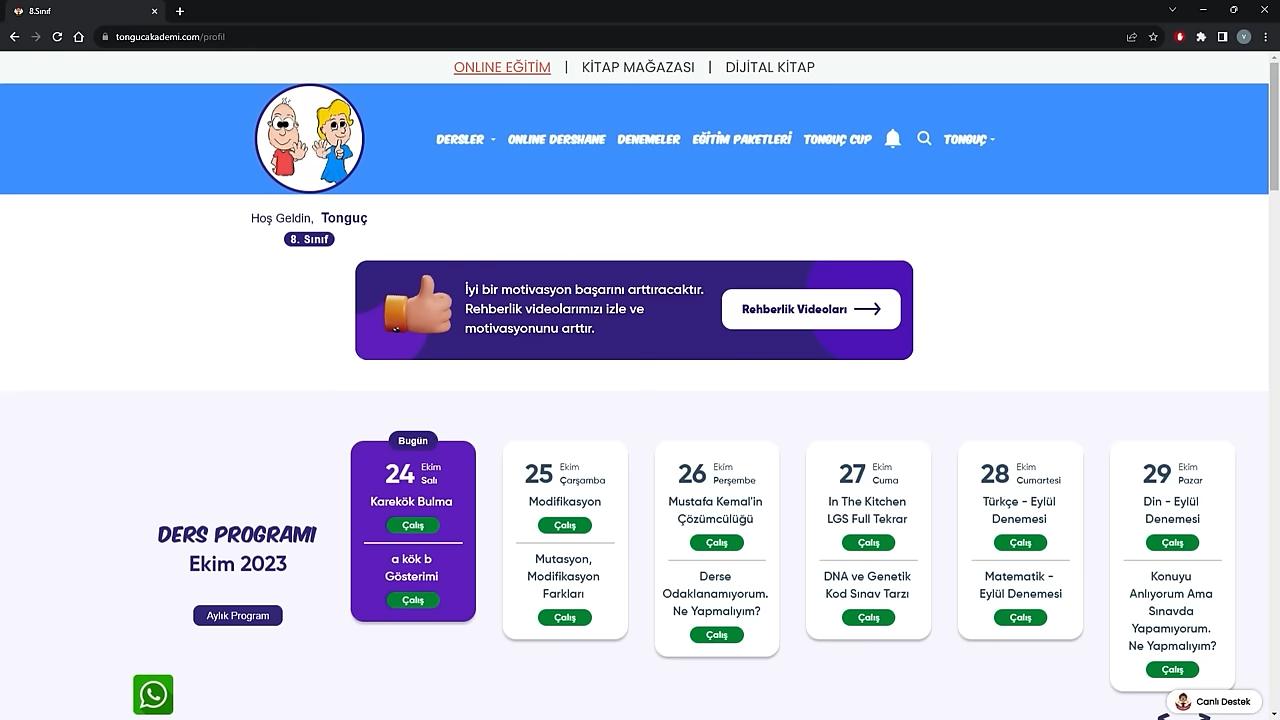 8.Sınıf
tongucakademi.com/profil
ONLINE EĞİTİM | KİTAP MAĞAZASI | DİJİTAL KİTAP
DERSLER ONLINE DERSHANE DENEMELER EĞİTİM PAKETLERİ TONGUÇ CUP TONGUÇ
Hoş Geldin, Tonguç
8. Sınıf
İyi bir motivasyon başarını arttıracaktır.
Rehberlik videolarımızı izle ve
motivasyonunu arttır.
Rehberlik Videoları
DERS PROGRAMI
Ekim 2023
Aylık Program
Bugün
24 Ekim
Salı
Karekök Bulma
Çalış
a kök b
Gösterimi
Çalış
25 Ekim
Çarşamba
Modifikasyon
Çalış
Mutasyon,
Modifikasyon
Farkları
Çalış
26 Ekim
Perşembe
Mustafa Kemal'in
Çözümcülüğü
Çalış
Derse
Odaklanamıyorum.
Ne Yapmalıyım?
Çalış
27 Ekim
Cuma
In The Kitchen
LGS Full Tekrar
Çalış
DNA ve Genetik
Kod Sınav Tarzı
Çalış
28 Ekim
Cumartesi
Türkçe - Eylül
Denemesi
Çalış
Matematik -
Eylül Denemesi
Çalış
29 Ekim
Pazar
Din - Eylül
Denemesi
Çalış
Konuyu
Anlıyorum Ama
Sınavda
Yapamıyorum.
Ne Yapmalıyım?
Çalış
Canlı Destek